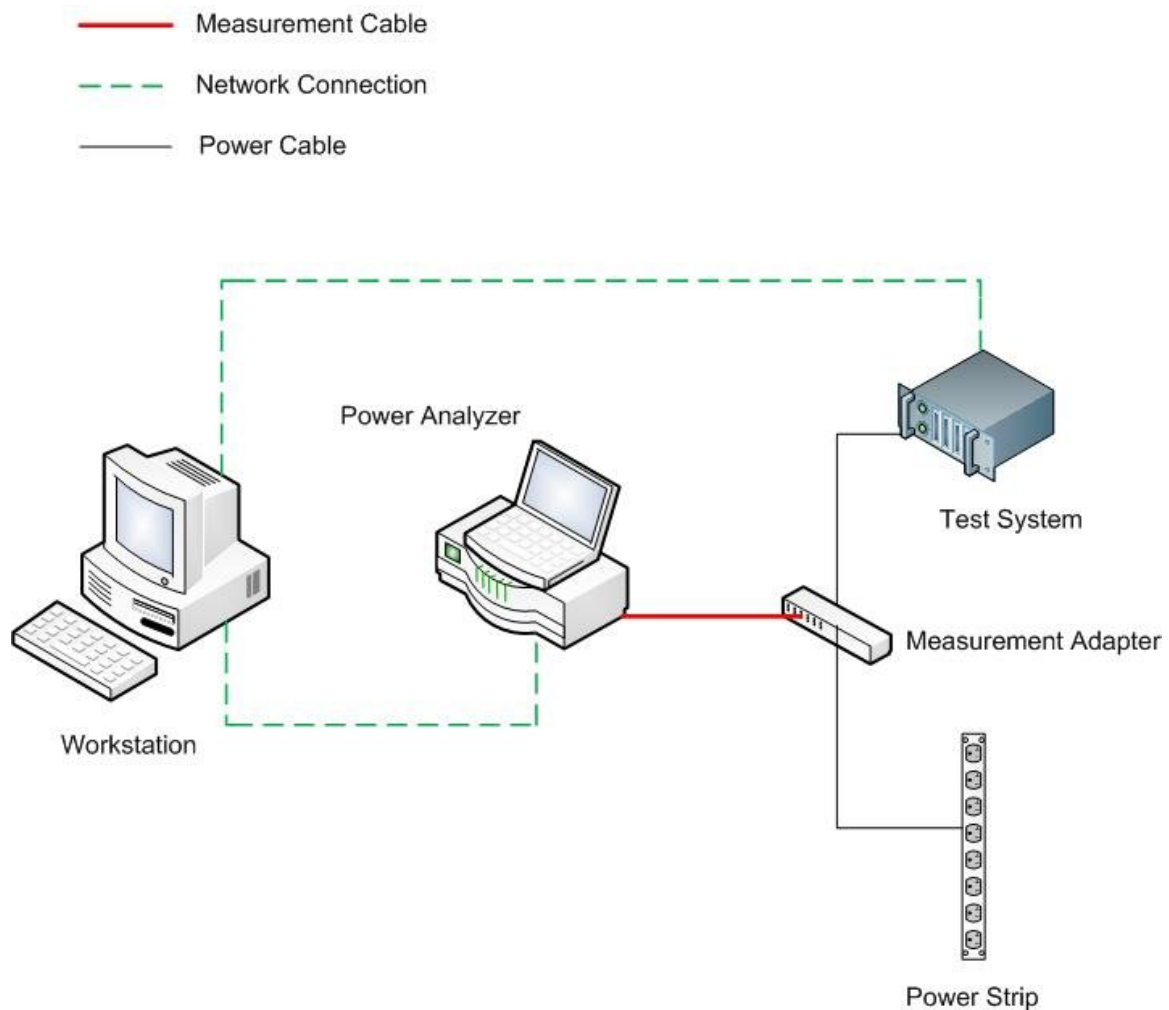 Measurement Cable
Network Connection
Power Cable
Power Analyzer
Test System
Measurement Adapter
Workstation
Power Strip